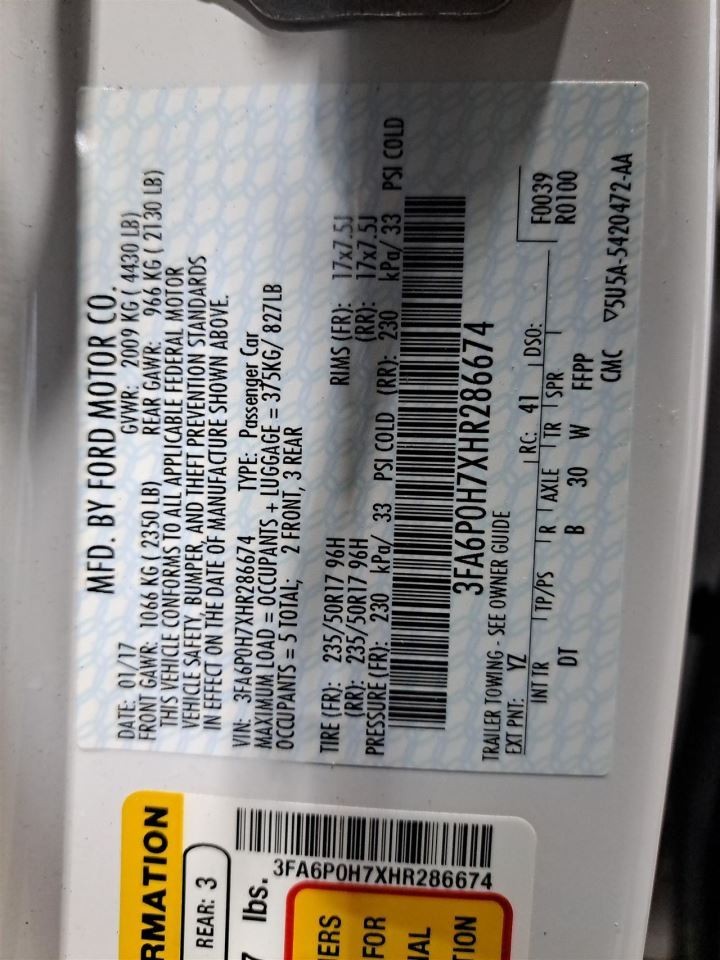 MFD. BY FORD MOTOR CO.
DATE: 01/17 GVWR: 2009 KG ( 4430 LB)
FRONT GAWR: 1066 KG ( 2350 LB) REAR GAWR: 966 KG ( 2130 LB)
THIS VEHICLE CONFORMS TO ALL APPLICABLE FEDERAL MOTOR
VEHICLE SAFETY, BUMPER, AND THEFT PREVENTION STANDARDS
IN EFFECT ON THE DATE OF MANUFACTURE SHOWN ABOVE.
VIN: 3FA6P0H7XHR286674 TYPE: Passenger Car
MAXIMUM LOAD = OCCUPANTS + LUGGAGE = 375KG/ 827LB
OCCUPANTS = 5 TOTAL; 2 FRONT, 3 REAR
TIRE (FR): 235/50R17 96H RIMS (FR): 17x7.5J
(RR): 235/50R17 96H (RR): 17x7.5J
PRESSURE (FR): 230 kPa/ 33 PSI COLD (RR): 230 kPa/ 33 PSI COLD
3FA6P0H7XHR286674
TRAILER TOWING - SEE OWNER GUIDE
EXT PNT: YZ RC: 41 DSO:
F0039
R0100
INT TR TP/PS R AXLE TR SPR
DT B 30 W FFPP
CMC ▽5U5A-5420472-AA
RMATION
REAR: 3
7 lbs.
3FA6P0H7XHR286674
ERS
FOR
AL
TION